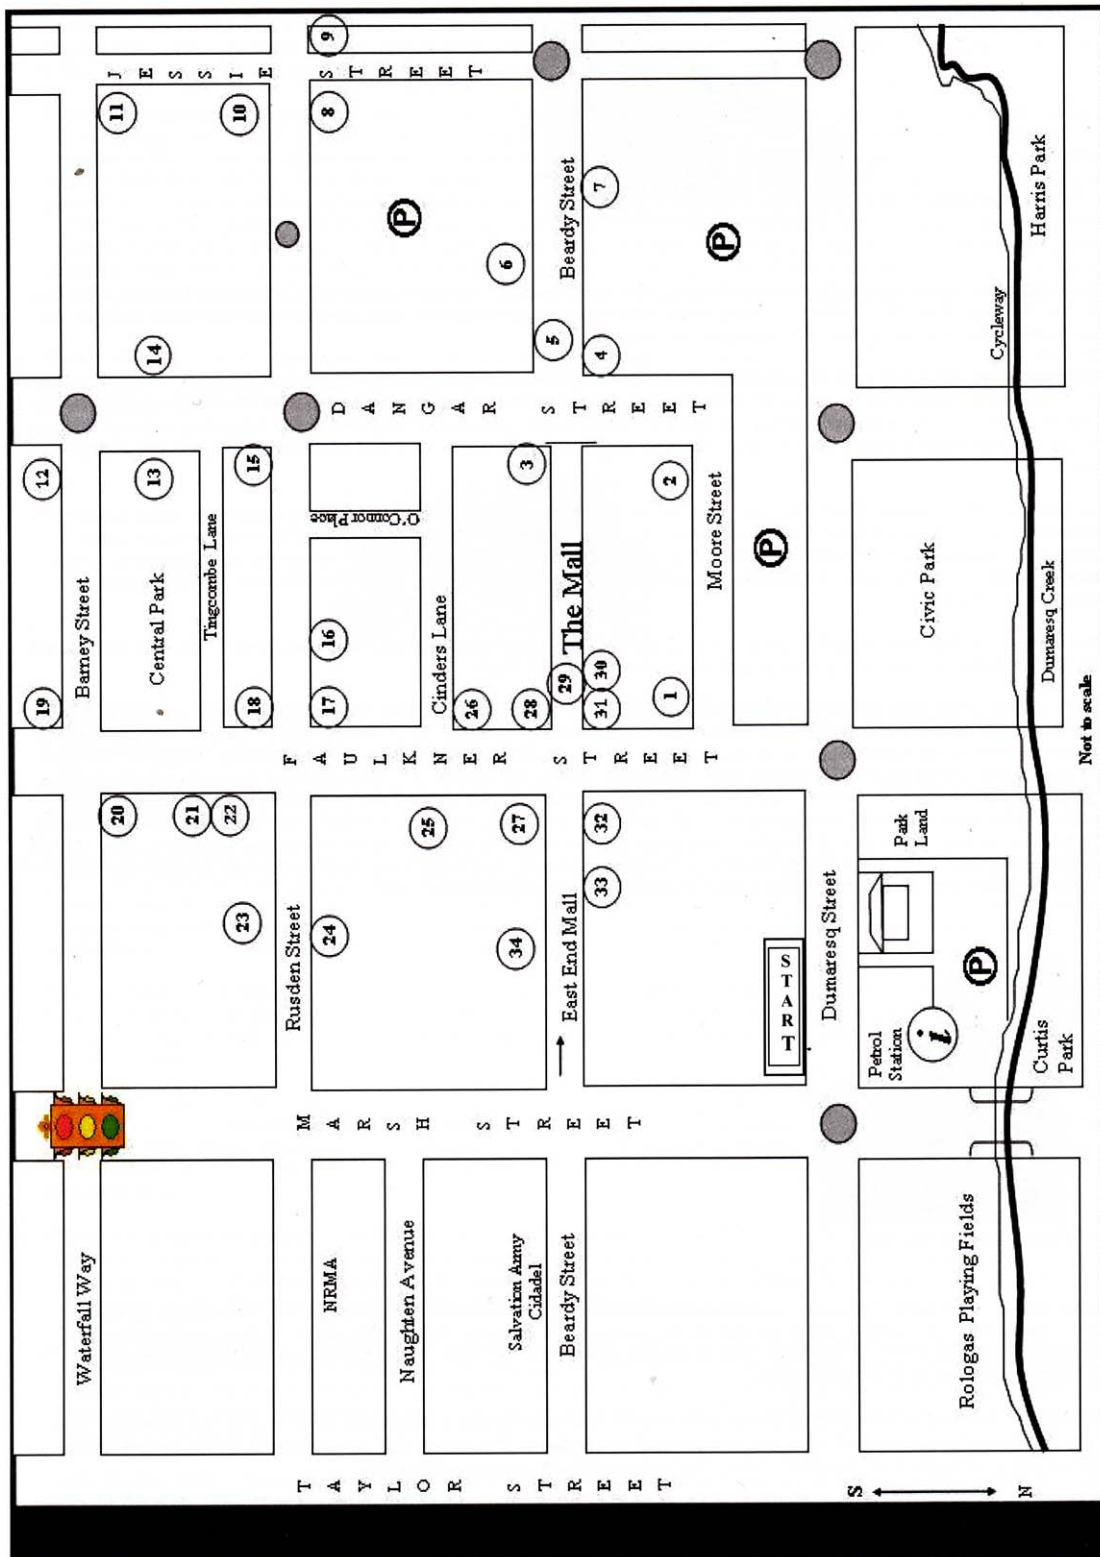 TAYLOR STREET
Waterfall Way
NRMA
Naughten Avenue
Salvation Army
Cidadel
Beardy Street
Rologas Playing Fields
S
N
MARSH STREET
20
21
22
23
Rusden Street
24
25
27
34
East End Mall
33
32
START
Dumaresq Street
Petrol
Station
i
P
Park
Land
Curtis
Park
FAULKNER STREET
19
12
Barney Street
Central Park
13
Tingcombe Lane
18
15
17
16
O'Connor Place
Cinders Lane
26
28
3
29
The Mall
31
30
1
2
Moore Street
P
Civic Park
Dumaresq Creek
Not to scale
DANGAR STREET
14
11
10
8
9
P
6
5
Beardy Street
4
7
P
Cycleway
Harris Park
JESSIE STREET